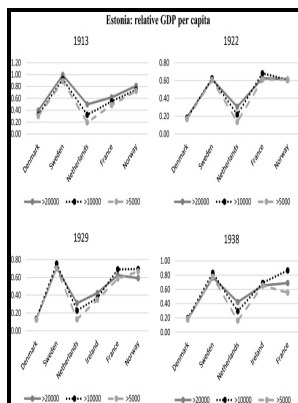 Estonia: relative GDP per capita
1913
1.20
1.00
0.80
0.60
0.40
0.20
0.00
Denmark
Sweden
Netherlands
France
Norway
>20000 >10000 >5000
1922
0.80
0.60
0.40
0.20
0.00
Denmark
Sweden
Netherlands
France
Norway
>20000 >10000 >5000
1929
0.80
0.60
0.40
0.20
0.00
Denmark
Sweden
Netherlands
Ireland
France
Norway
>20000 >10000 >5000
1938
1.00
0.80
0.60
0.40
0.20
0.00
Denmark
Sweden
Netherlands
Ireland
France
>20000 >10000 >5000